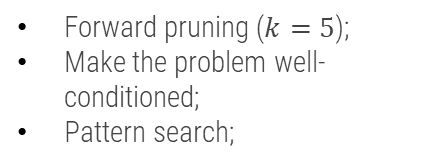 • Forward pruning (k = 5);
• Make the problem well-
conditioned;
• Pattern search;